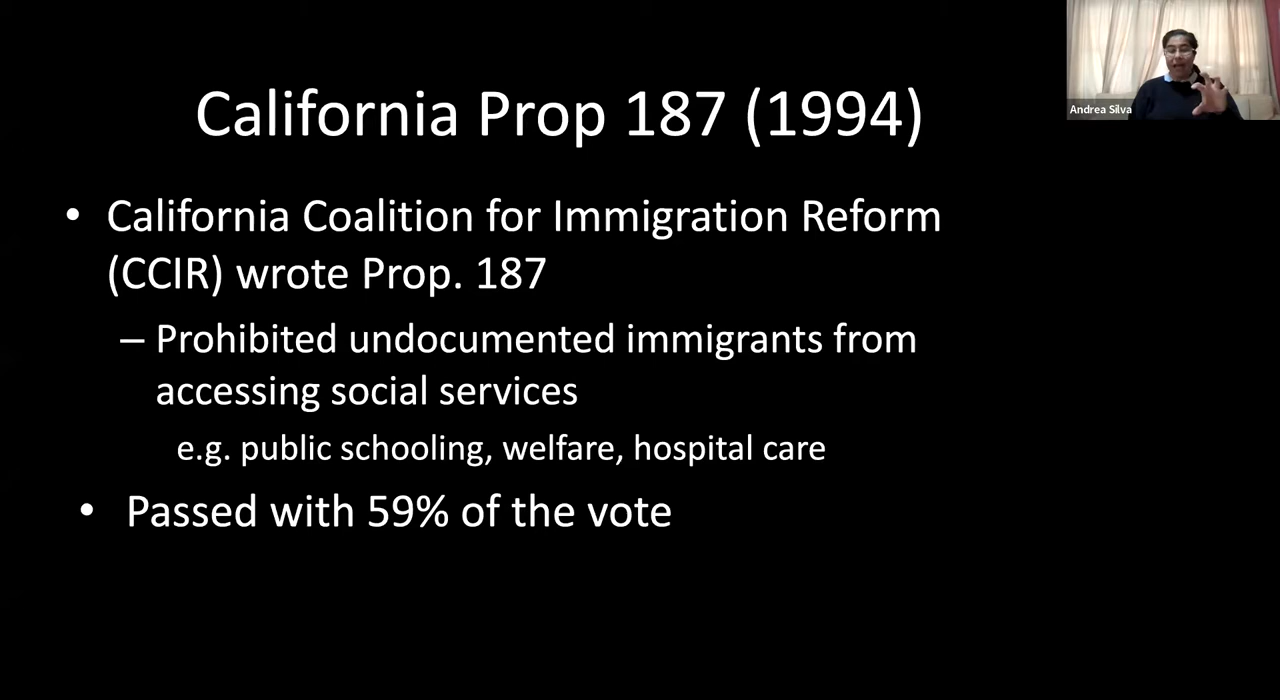 California Prop 187 (1994)
Andrea Silva
• California Coalition for Immigration Reform
(CCIR) wrote Prop. 187
– Prohibited undocumented immigrants from
accessing social services
e.g. public schooling, welfare, hospital care
• Passed with 59% of the vote